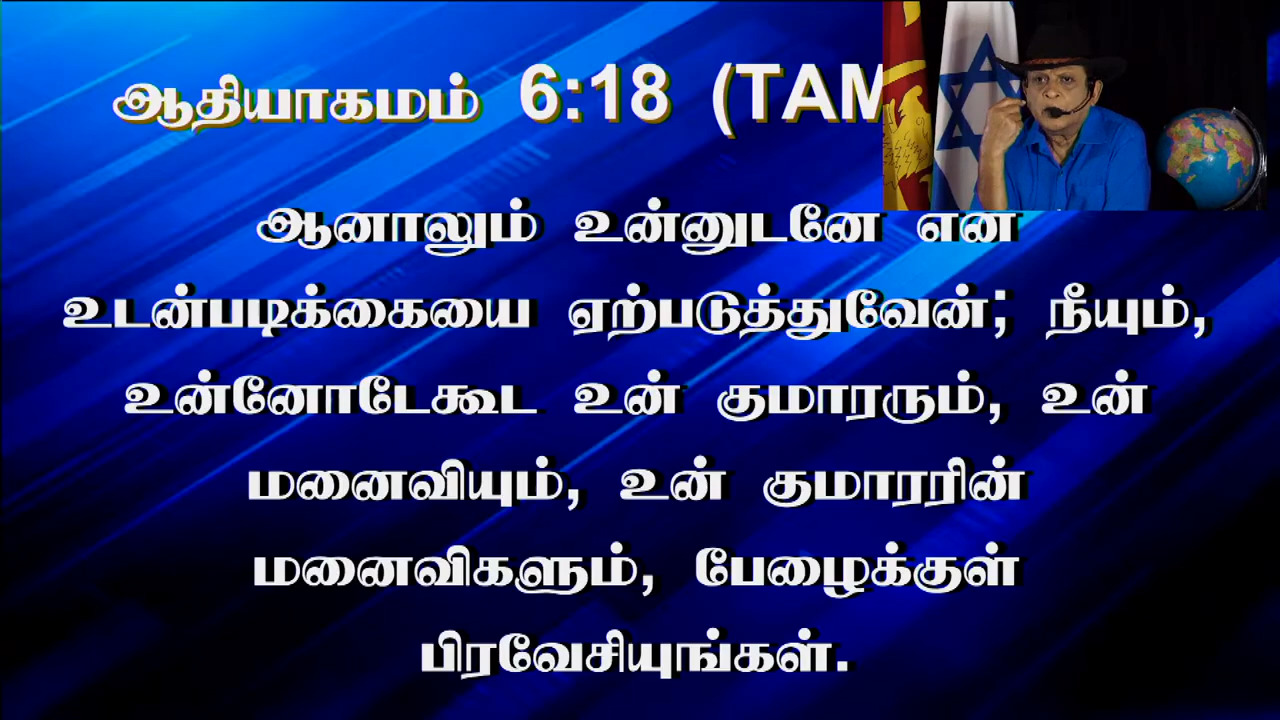 ஆதியாகமம் 6:18 (TAM
ஆனாலும் உன்னுடனே என்
உடன்படிக்கையை ஏற்படுத்துவேன்; நீயும்,
உன்னோடேகூட உன் குமாரரும், உன்
மனைவியும், உன் குமாரரின்
மனைவிகளும், பேழைக்குள்
பிரவேசியுங்கள்.